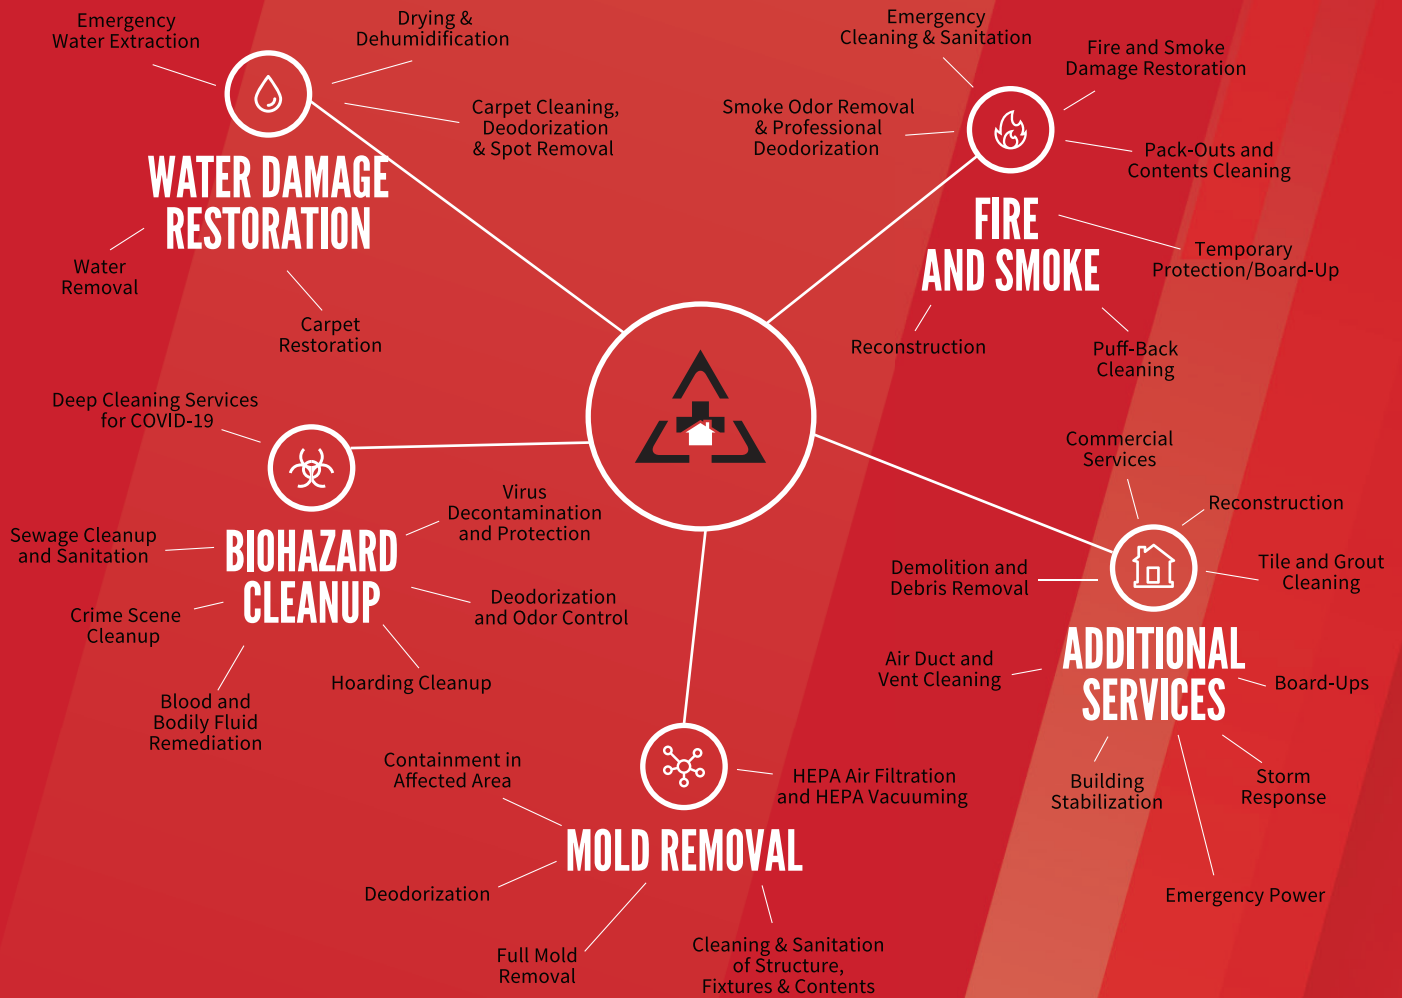 Emergency
Water Extraction
Drying &
Dehumidification
Carpet Cleaning,
Deodorization
& Spot Removal
WATER DAMAGE
RESTORATION
Water
Removal
Carpet
Restoration
Emergency
Cleaning & Sanitation
Fire and Smoke
Damage Restoration
Smoke Odor Removal
& Professional
Deodorization
Pack-Outs and
Contents Cleaning
FIRE
AND SMOKE
Temporary
Protection/Board-Up
Reconstruction
Puff-Back
Cleaning
Deep Cleaning Services
for COVID-19
Virus
Decontamination
and Protection
Sewage Cleanup
and Sanitation
BIOHAZARD
CLEANUP
Crime Scene
Cleanup
Deodorization
and Odor Control
Hoarding Cleanup
Blood and
Bodily Fluid
Remediation
Commercial
Services
Reconstruction
Demolition and
Debris Removal
Tile and Grout
Cleaning
ADDITIONAL
SERVICES
Air Duct and
Vent Cleaning
Board-Ups
Building
Stabilization
Storm
Response
Emergency Power
Containment in
Affected Area
HEPA Air Filtration
and HEPA Vacuuming
MOLD REMOVAL
Deodorization
Full Mold
Removal
Cleaning & Sanitation
of Structure,
Fixtures & Contents